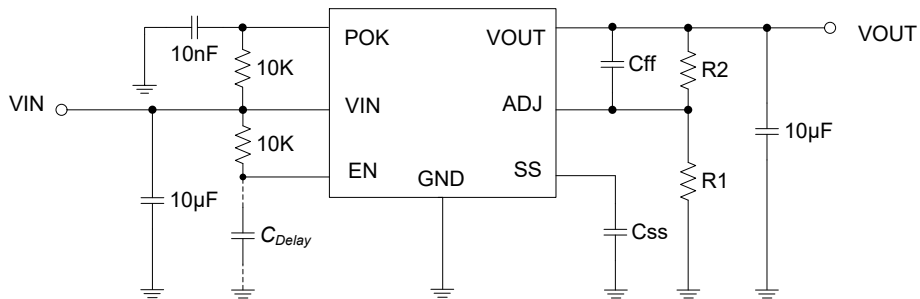 POK
VOUT
VOUT
10nF
10K
Cff
R2
VIN
VIN
ADJ
10K
10µF
EN
GND
SS
R1
10µF
CDelay
Css